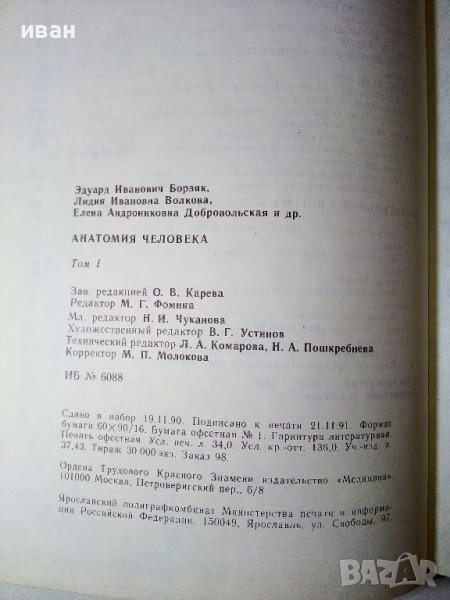 иван
Эдуард Иванович Борзяк,
Лидия Ивановна Волкова,
Елена Андрониковна Добровольская и др.
АНАТОМИЯ ЧЕЛОВЕКА
Том I
Зав. редакцией О. В. Карева
Редактор М. Г. Фомина
Мл. редактор Н. И. Чуканова
Художественный редактор В. Г. Устинов
Технический редактор Л. А. Комарова, Н. А. Пошкребнева
Корректор М. П. Молокова
ИБ № 6088
Сдано в набор 19.11.90. Подписано к печати 21.11.91. Формат
бумаги 60×90/16. Бумага офсетная № 1. Гарнитура литературная.
Печать офсетная. Усл. печ. л. 34,0. Усл. кр.-отт. 136,0. Уч.-изд. л.
37,43. Тираж 30 000 экз. Заказ 98.
Ордена Трудового Красного Знамени издательство «Медицина»
101000 Москва, Петроверигский пер., 6/8
Ярославский полиграфкомбинат Министерства печати и информа-
ции Российской Федерации. 150049, Ярославль, ул. Свободы, 97.
BAZAR.bg